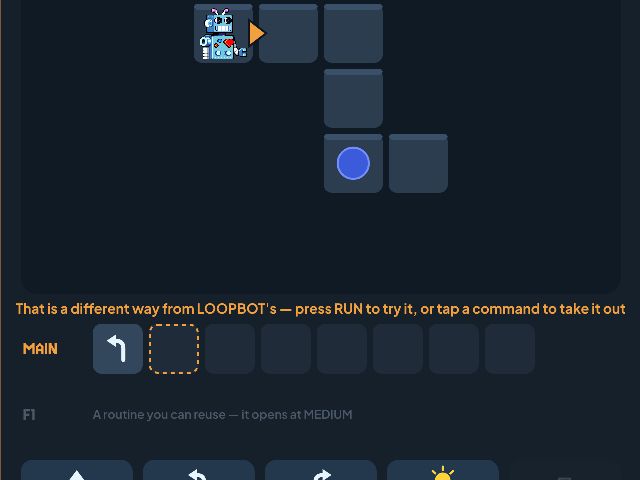 That is a different way from LOOPBOT's — press RUN to try it, or tap a command to take it out
MAIN
F1 A routine you can reuse — it opens at MEDIUM